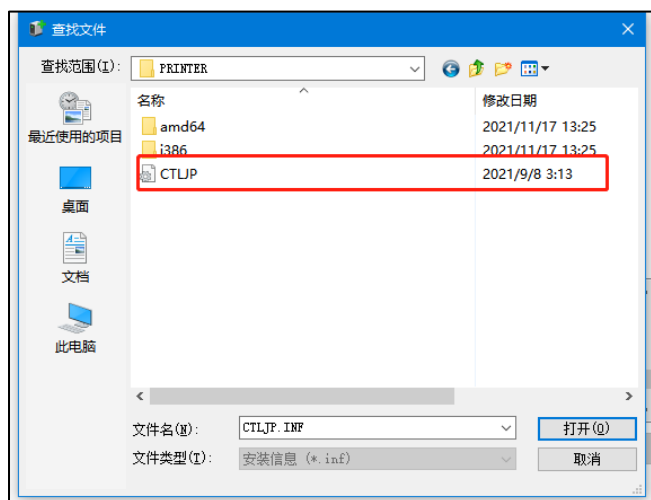 查找文件
查找范围(I): PRINTER
名称 修改日期
amd64 2021/11/17 13:25
i386 2021/11/17 13:25
CTLJP 2021/9/8 3:13
最近使用的项目
桌面
文档
此电脑
文件名(N): CTLJP.INF 打开(O)
文件类型(T): 安装信息 (*.inf) 取消